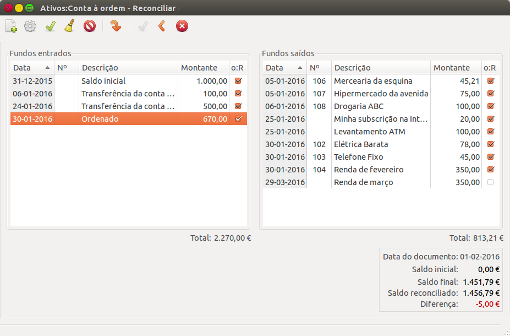 Ativos:Conta à ordem - Reconciliar
Fundos entrados
Data Nº Descrição Montante o:R
31-12-2015 Saldo inicial 1.000,00
06-01-2016 Transferência da conta ... 100,00
24-01-2016 Transferência da conta ... 500,00
30-01-2016 Ordenado 670,00
Total: 2.270,00 €
Fundos saídos
Data Nº Descrição Montante o:R
05-01-2016 106 Mercearia da esquina 45,21
05-01-2016 107 Hipermercado da avenida 75,00
06-01-2016 108 Drogaria ABC 100,00
25-01-2016 Minha subscrição na Int... 20,00
25-01-2016 Levantamento ATM 100,00
30-01-2016 102 Elétrica Barata 78,00
30-01-2016 103 Telefone Fixo 45,00
30-01-2016 104 Renda de fevereiro 350,00
29-03-2016 Renda de março 350,00
Total: 813,21 €
Data do documento: 01-02-2016
Saldo inicial: 0,00 €
Saldo final: 1.451,79 €
Saldo reconciliado: 1.456,79 €
Diferença: -5,00 €